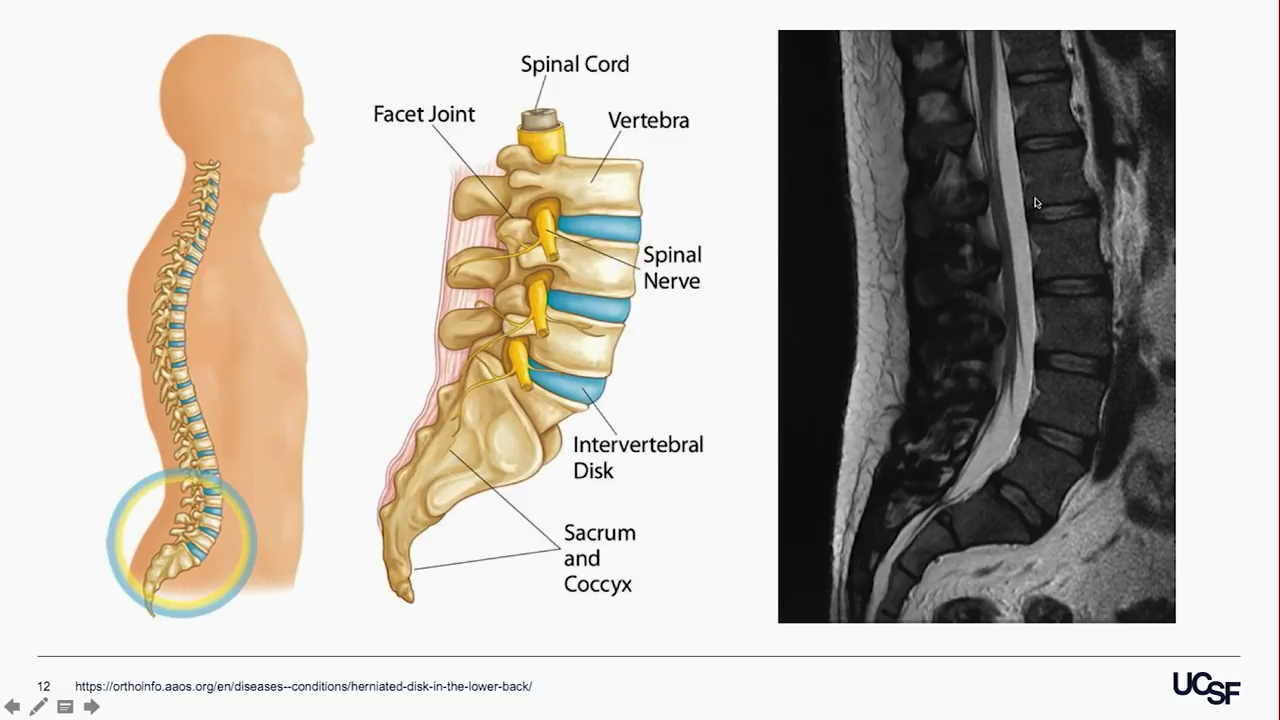 Spinal Cord
Facet Joint
Vertebra
Spinal
Nerve
Intervertebral
Disk
Sacrum
and
Coccyx
12
https://orthoinfo.aaos.org/en/diseases--conditions/herniated-disk-in-the-lower-back/
UCSF